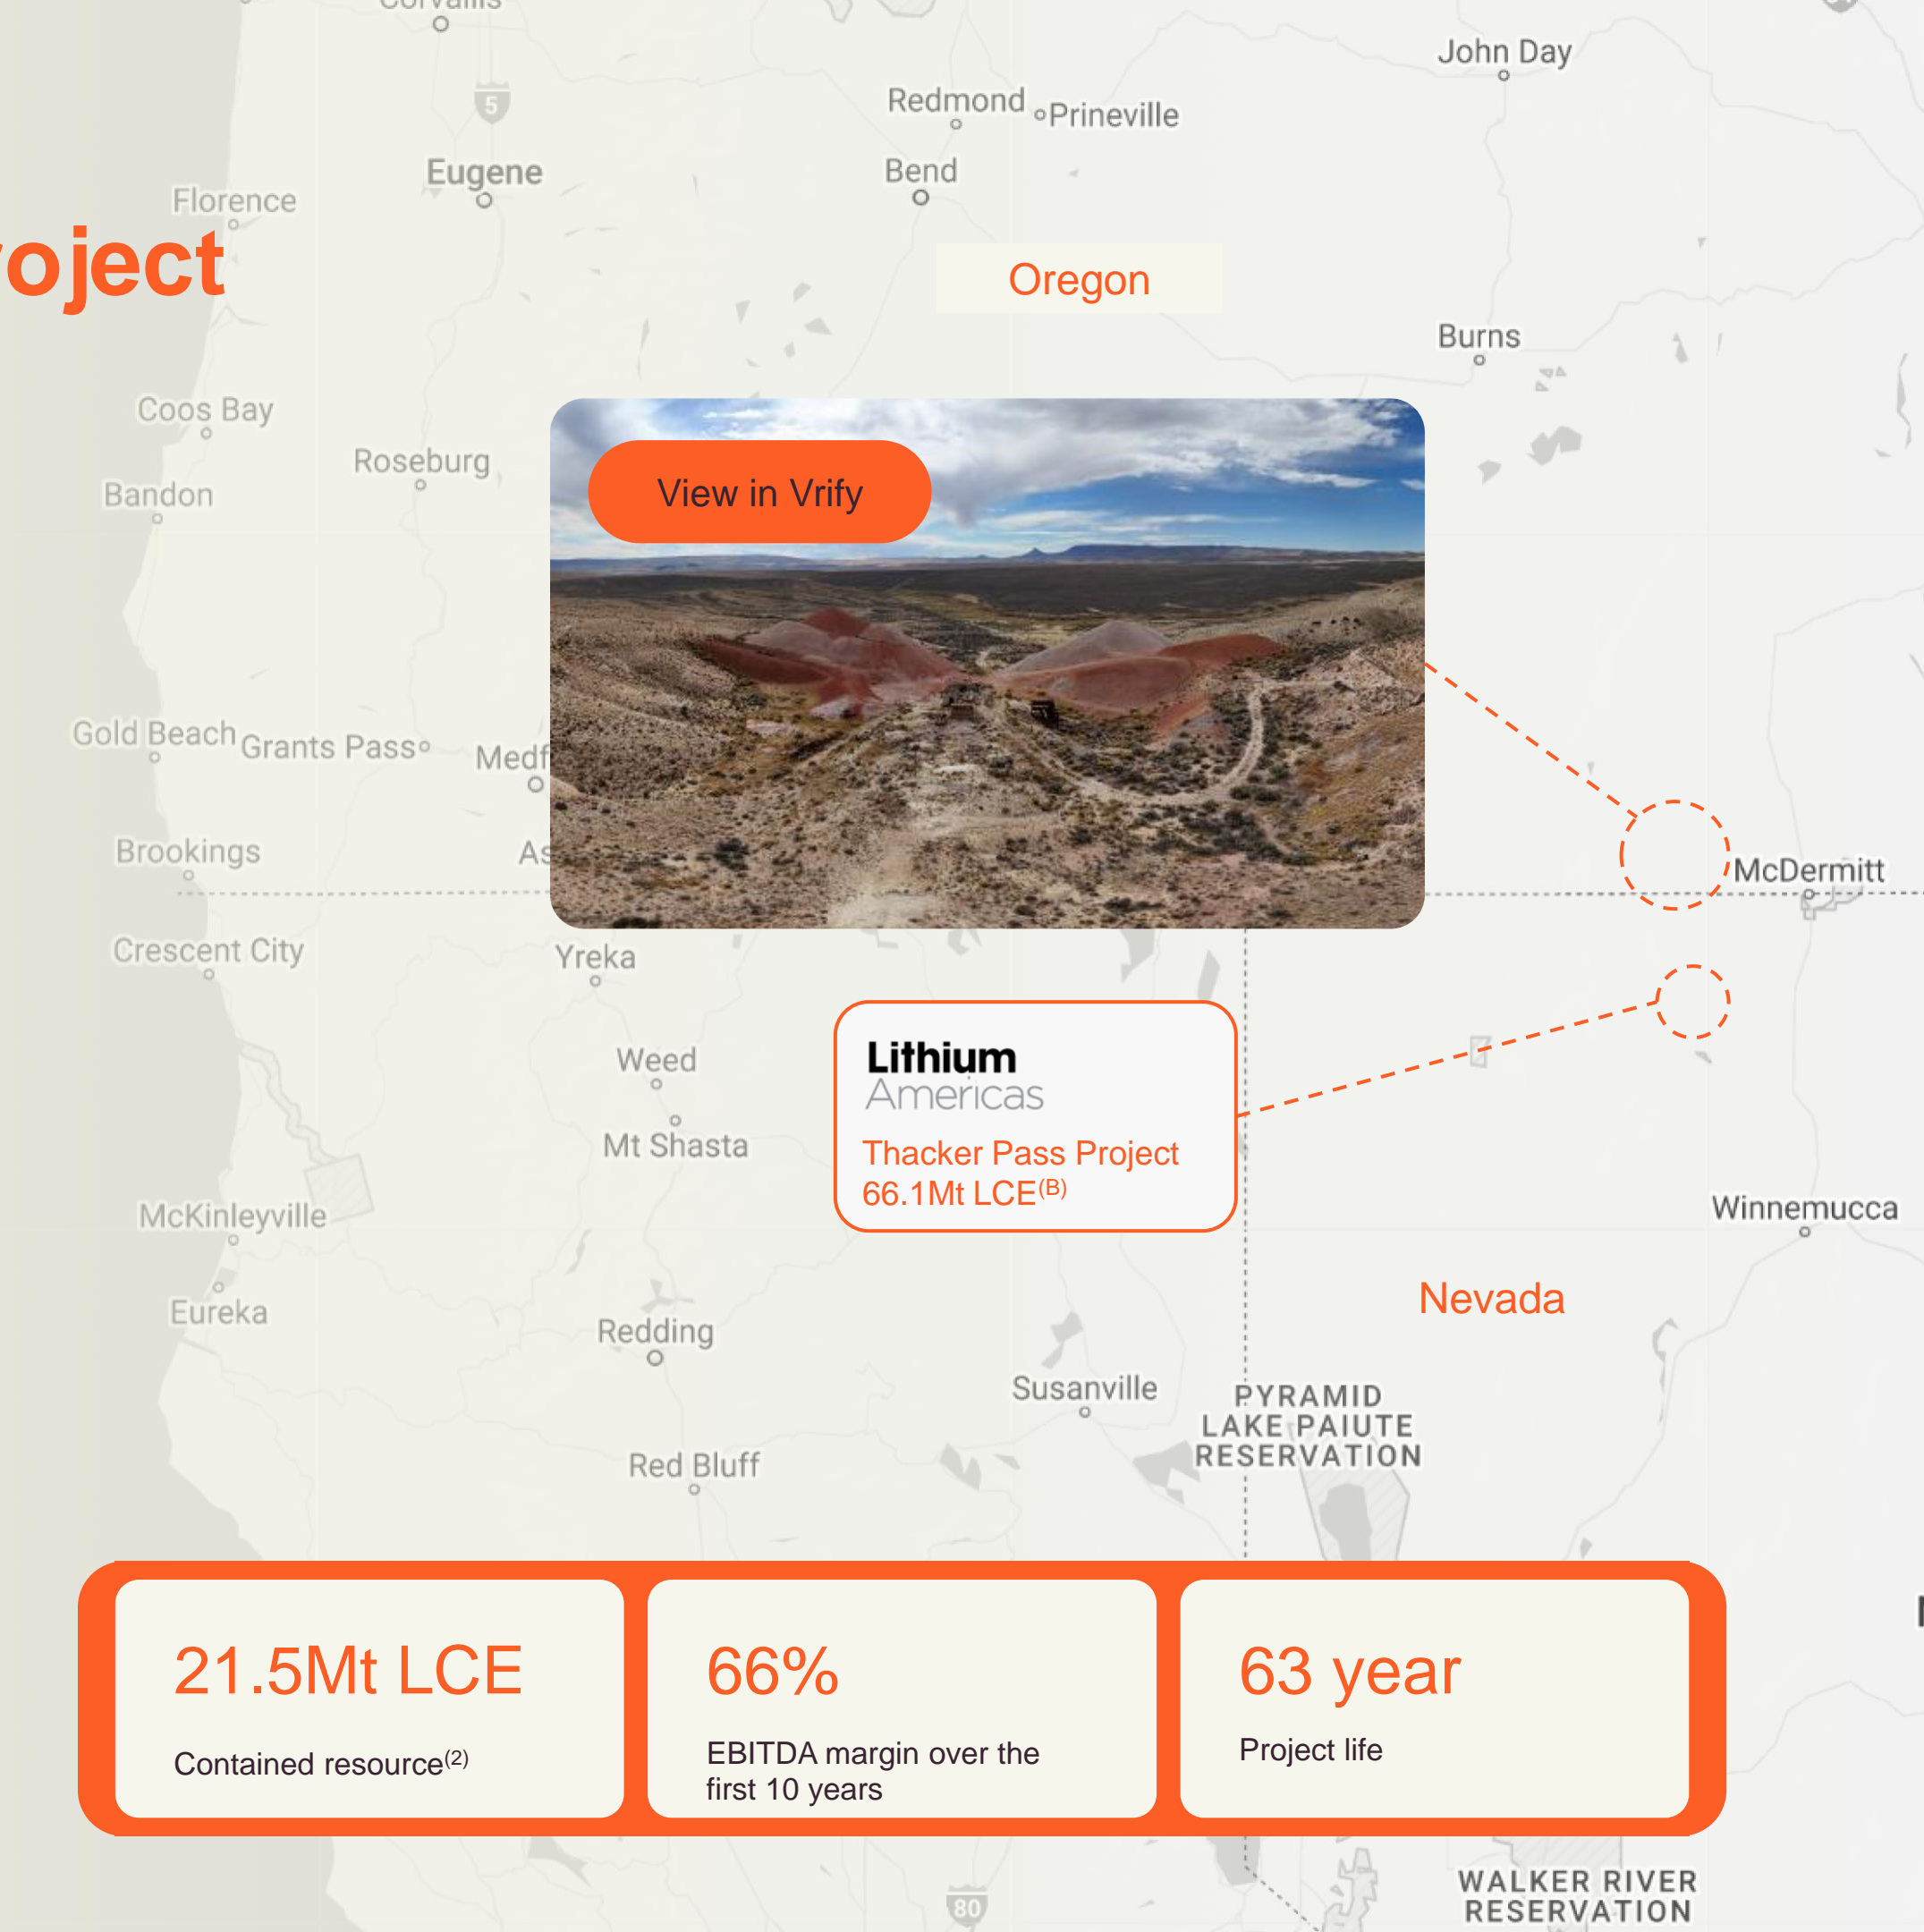 John Day
Redmond
Prineville
5
Eugene
Bend
Florence
Oregon
Burns
Coos Bay
Roseburg
Bandon
View in Vrify
Gold Beach
Grants Pass
McDermitt
Brookings
Crescent City
Yreka
Lithium
Americas
Thacker Pass Project
66.1Mt LCE(B)
Weed
Mt Shasta
McKinleyville
Winnemucca
Eureka
Nevada
Redding
Susanville
PYRAMID
LAKE PAIUTE
RESERVATION
Red Bluff
21.5Mt LCE
Contained resource(2)
66%
EBITDA margin over the
first 10 years
63 year
Project life
WALKER RIVER
RESERVATION
80